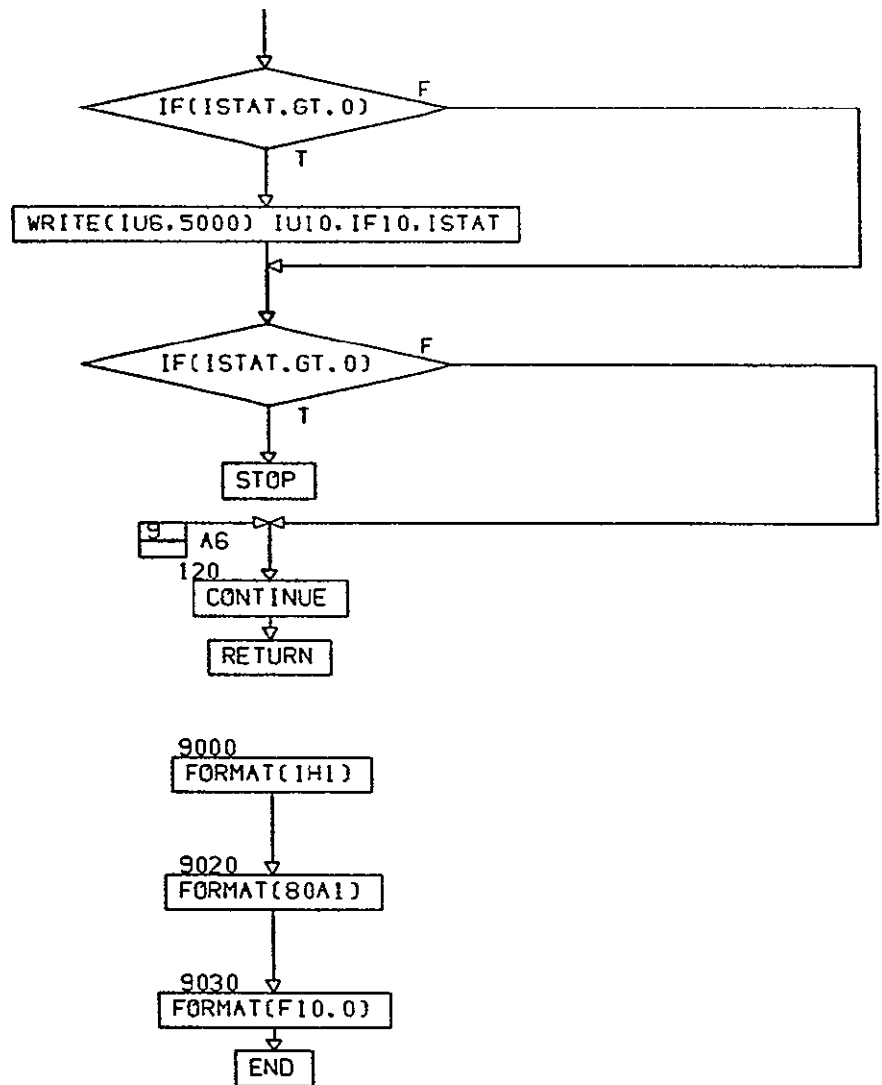 F
IF(ISTAT.GT.0)
T
WRITE(IU6,5000) IU10,IF10,ISTAT
F
IF(ISTAT.GT.0)
T
STOP
9 A6
120
CONTINUE
RETURN
9000
FORMAT(1H1)
9020
FORMAT(80A1)
9030
FORMAT(F10.0)
END